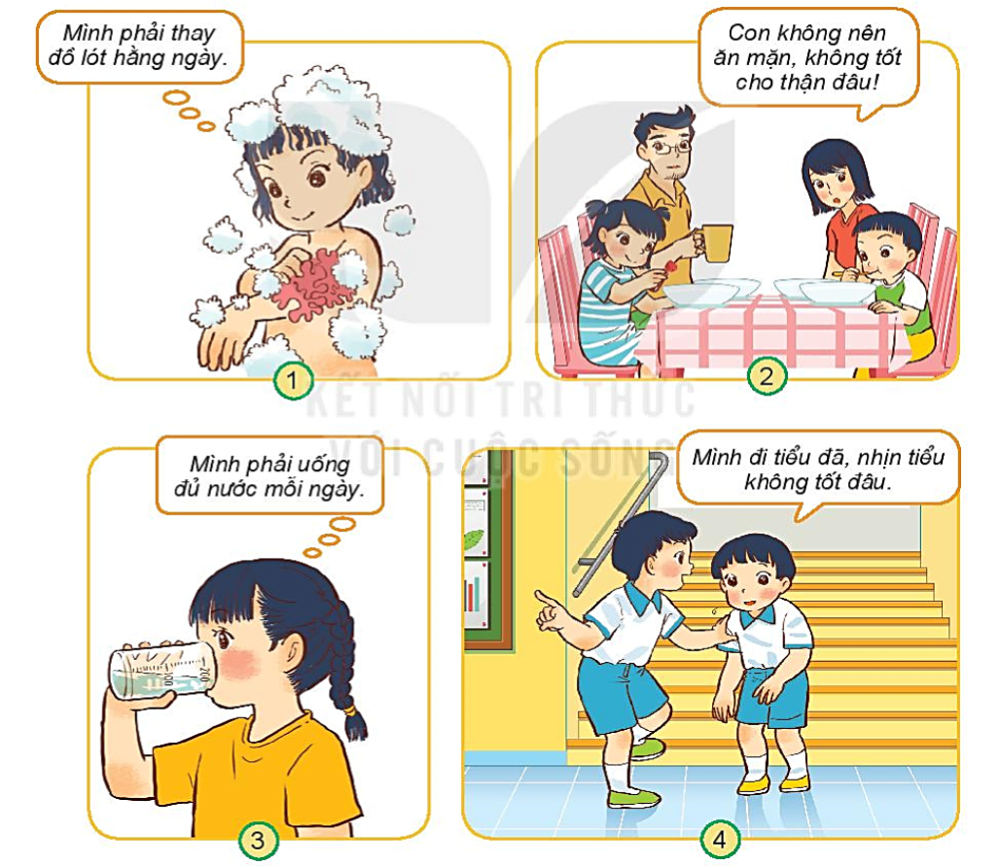 Mình phải thay
đồ lót hằng ngày.
Con không nên
ăn mặn, không tốt
cho thận đâu!
1
2
KẾT NỐI TRI THỨC
VỚI CUỘC SỐNG
Mình phải uống
đủ nước mỗi ngày.
Mình đi tiểu đã, nhịn tiểu
không tốt đâu.
200
100
3
4